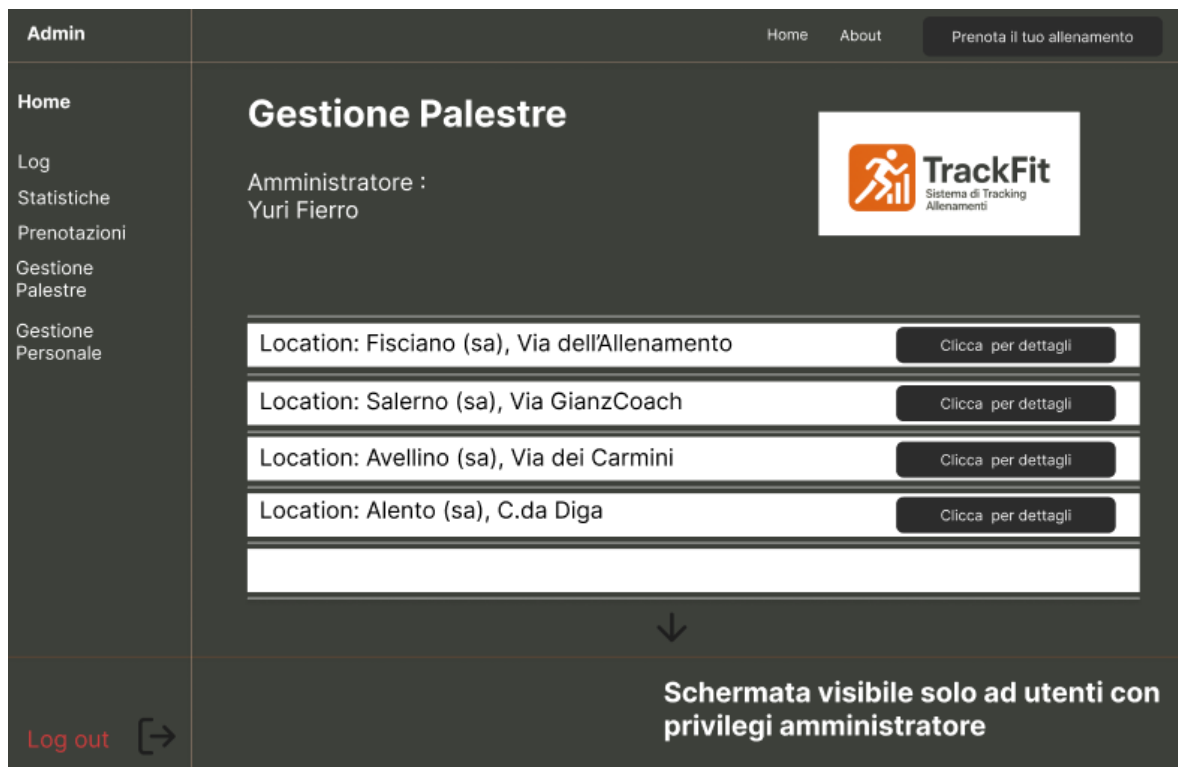 Admin
Home
About
Prenota il tuo allenamento
Home
Log
Statistiche
Prenotazioni
Gestione
Palestre
Gestione
Personale
Log out
Gestione Palestre
Amministratore :
Yuri Fierro
TrackFit
Sistema di Tracking
Allenamenti
Location: Fisciano (sa), Via dell'Allenamento
Clicca per dettagli
Location: Salerno (sa), Via GianzCoach
Clicca per dettagli
Location: Avellino (sa), Via dei Carmini
Clicca per dettagli
Location: Alento (sa), C.da Diga
Clicca per dettagli
Schermata visibile solo ad utenti con
privilegi amministratore